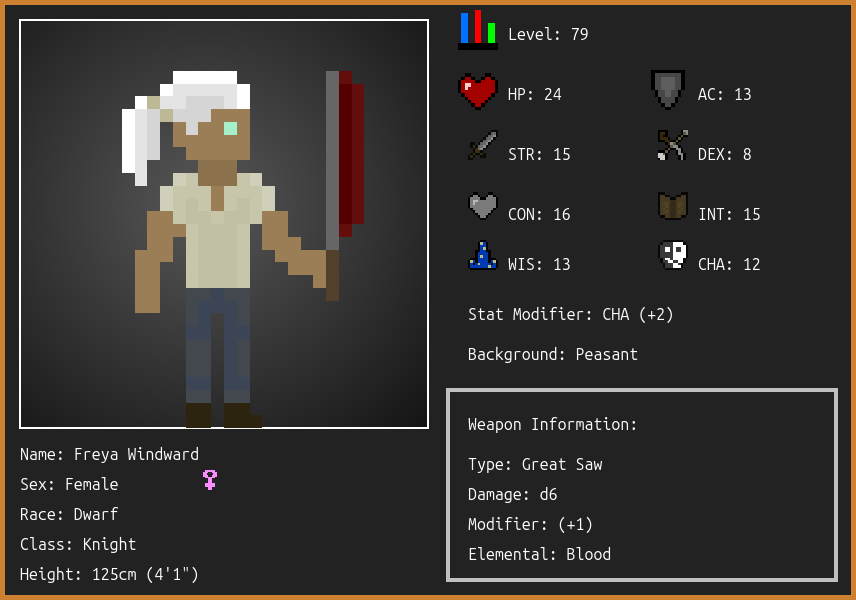 Level: 79
HP: 24
AC: 13
STR: 15
DEX: 8
CON: 16
INT: 15
WIS: 13
CHA: 12
Stat Modifier: CHA (+2)
Background: Peasant
Weapon Information:
Type: Great Saw
Damage: d6
Modifier: (+1)
Elemental: Blood
Name: Freya Windward
Sex: Female
Race: Dwarf
Class: Knight
Height: 125cm (4'1")